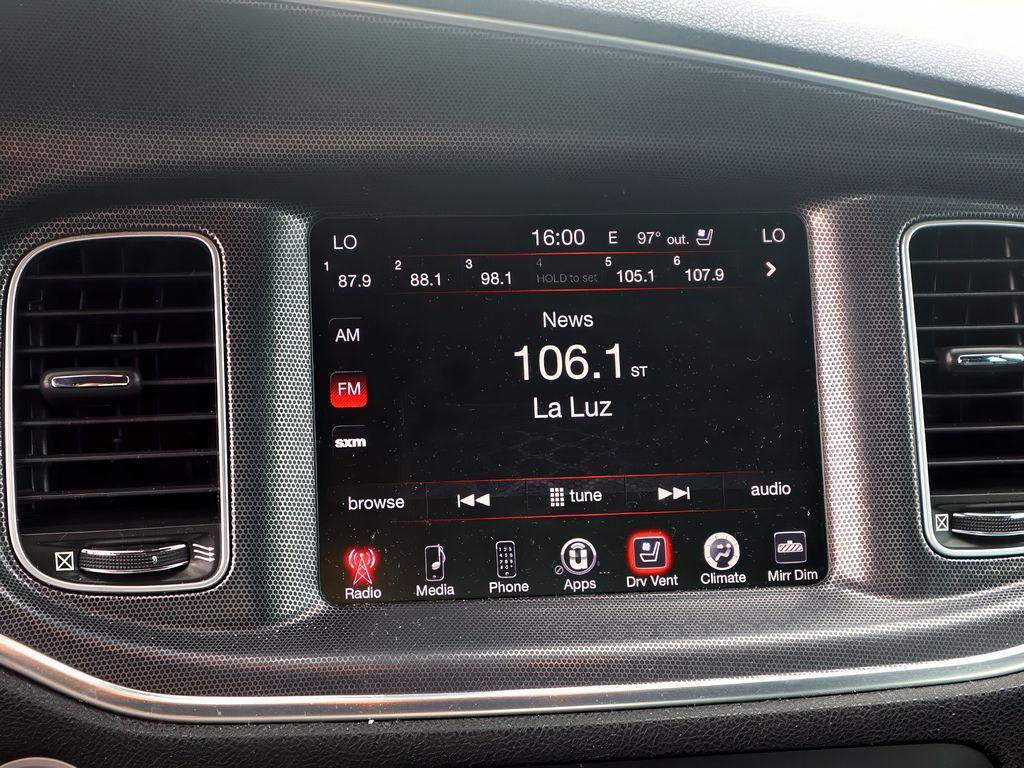 LO 16:00 E 97° out. LO
1 87.9 2 88.1 3 98.1 4 HOLD to set 5 105.1 6 107.9
AM
FM
sxm
News
106.1 ST
La Luz
browse tune audio
Radio Media Phone Apps Drv Vent Climate Mirr Dim